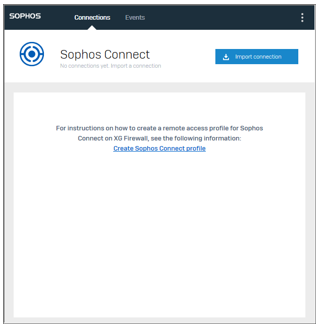 SOPHOS Connections Events
Sophos Connect
No connections yet. Import a connection
Import connection
For instructions on how to create a remote access profile for Sophos
Connect on XG Firewall, see the following information:
Create Sophos Connect profile